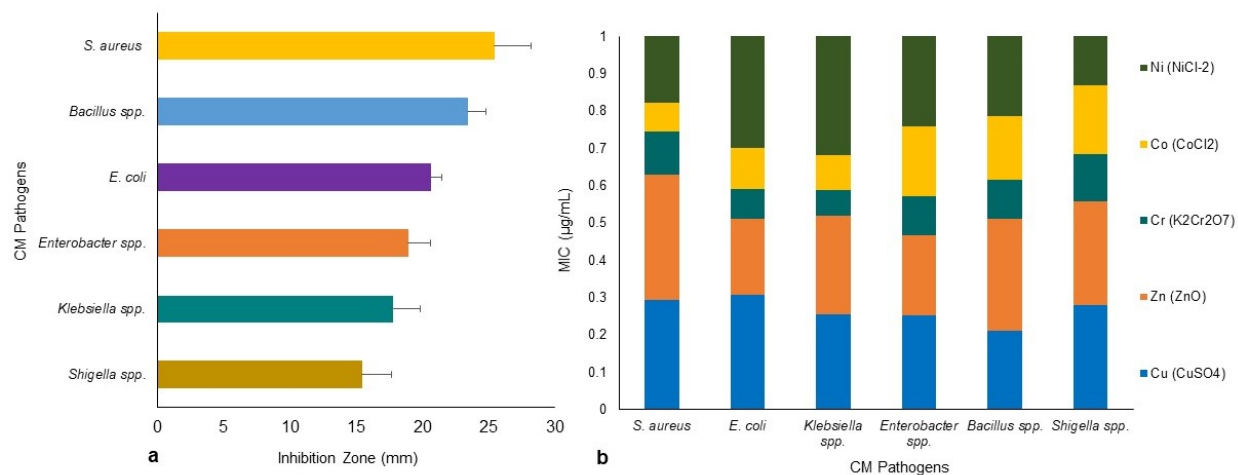 CM Pathogens
S. aureus
Bacillus spp.
E. coli
Enterobacter spp.
Klebsiella spp.
Shigella spp.
0 5 10 15 20 25 30
a
Inhibition Zone (mm)
MIC (µg/mL)
1
0.9
0.8
0.7
0.6
0.5
0.4
0.3
0.2
0.1
0
S. aureus
E. coli
Klebsiella
spp.
Enterobacter
spp.
Bacillus spp.
Shigella spp.
b
CM Pathogens
Ni (NiCl-2)
Co (CoCl2)
Cr (K2Cr2O7)
Zn (ZnO)
Cu (CuSO4)